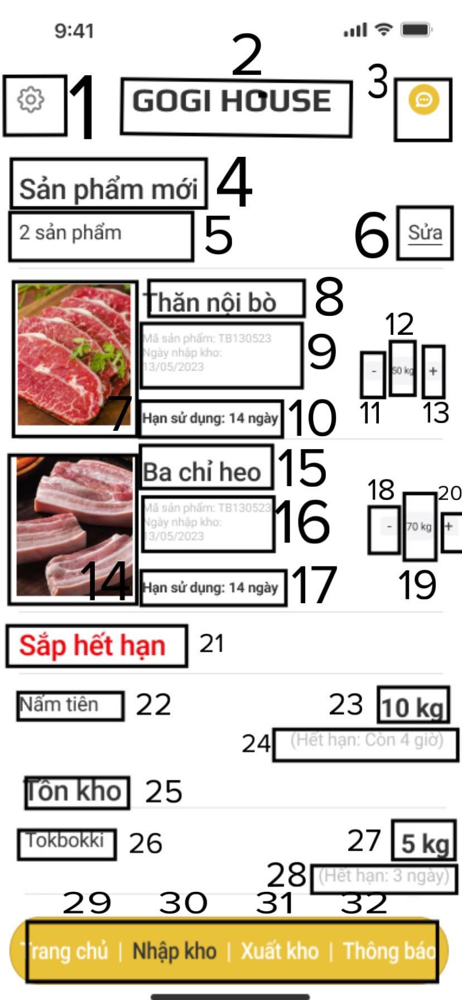 9:41
2
1
GOGI HOUSE
3
Sản phẩm mới
4
2 sản phẩm
5
6
Sửa
Thăn nội bò
8
Mã sản phẩm: TB130523
Ngày nhập kho:
13/05/2023
9
12
-
50 kg
+
11
13
7
Hạn sử dụng: 14 ngày
10
Ba chỉ heo
15
Mã sản phẩm: TB130523
Ngày nhập kho:
13/05/2023
16
18
20
-
70 kg
+
19
14
Hạn sử dụng: 14 ngày
17
Sắp hết hạn
21
Nấm tiên
22
23
10 kg
24
(Hết hạn: Còn 4 giờ)
Tồn kho
25
Tokbokki
26
27
5 kg
28
(Hết hạn: 3 ngày)
29 30 31 32
Trang chủ | Nhập kho | Xuất kho | Thông báo